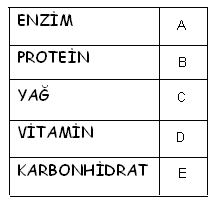 ENZİM A
PROTEİN B
YAĞ C
VİTAMİN D
KARBONHİDRAT E